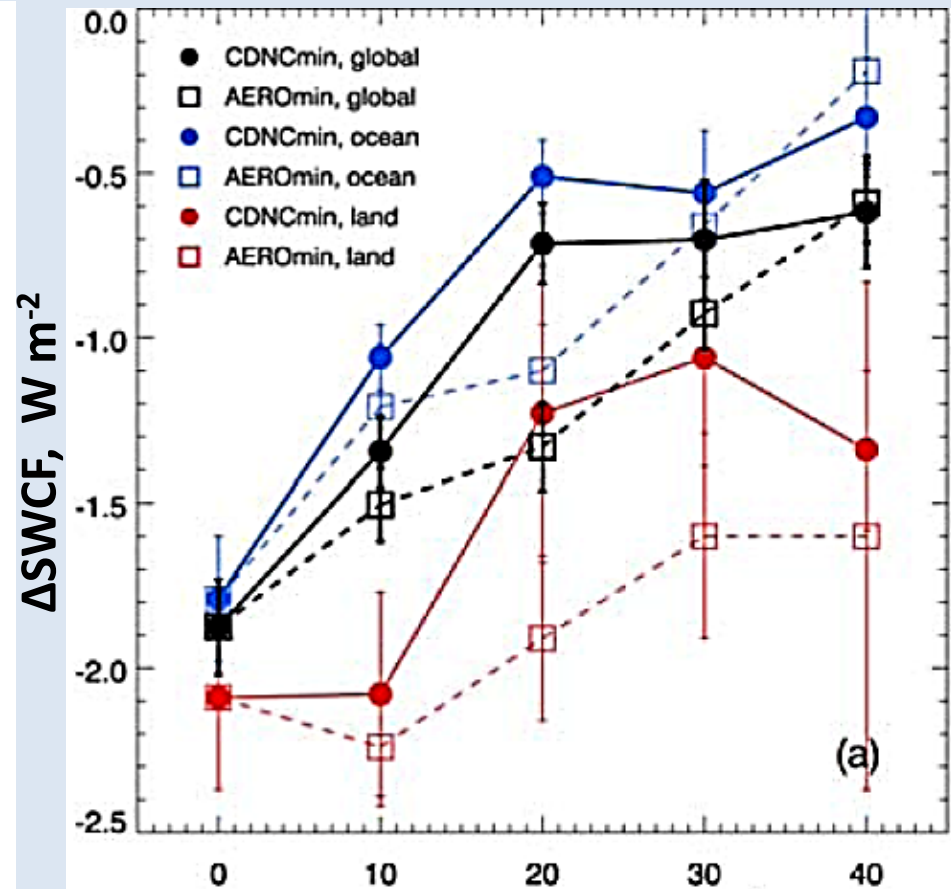 0.0
CDNCmin, global
AEROmin, global
CDNCmin, ocean
AEROmin, ocean
CDNCmin, land
AEROmin, land
-0.5
-1.0
-1.5
-2.0
-2.5
ΔSWCF, W m⁻²
(a)
0 10 20 30 40